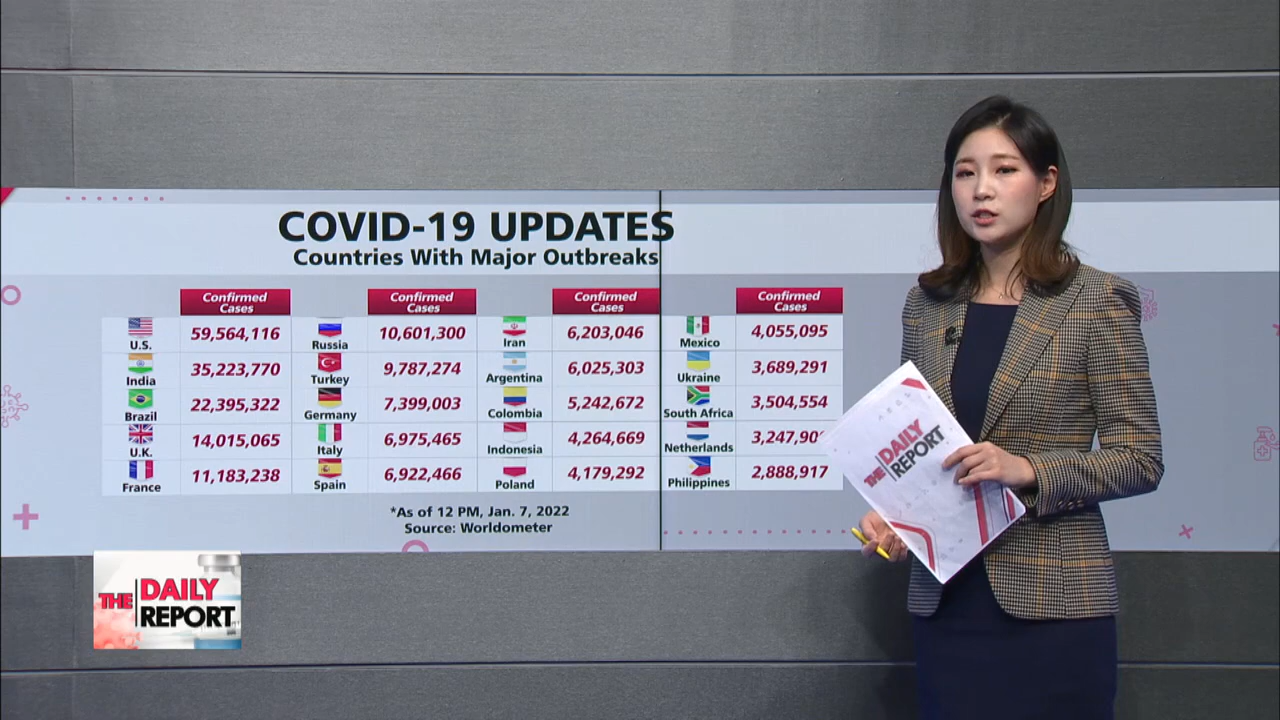 COVID-19 UPDATES
Countries With Major Outbreaks
Confirmed Cases Confirmed Cases Confirmed Cases Confirmed Cases
U.S. 59,564,116 Russia 10,601,300 Iran 6,203,046 Mexico 4,055,095
India 35,223,770 Turkey 9,787,274 Argentina 6,025,303 Ukraine 3,689,291
Brazil 22,395,322 Germany 7,399,003 Colombia 5,242,672 South Africa 3,504,554
U.K. 14,015,065 Italy 6,975,465 Indonesia 4,264,669 Netherlands
France 11,183,238 Spain 6,922,466 Poland 4,179,292 Philippines 2,888,917
*As of 12 PM, Jan. 7, 2022
Source: Worldometer
THE DAILY REPORT
THE DAILY REPORT